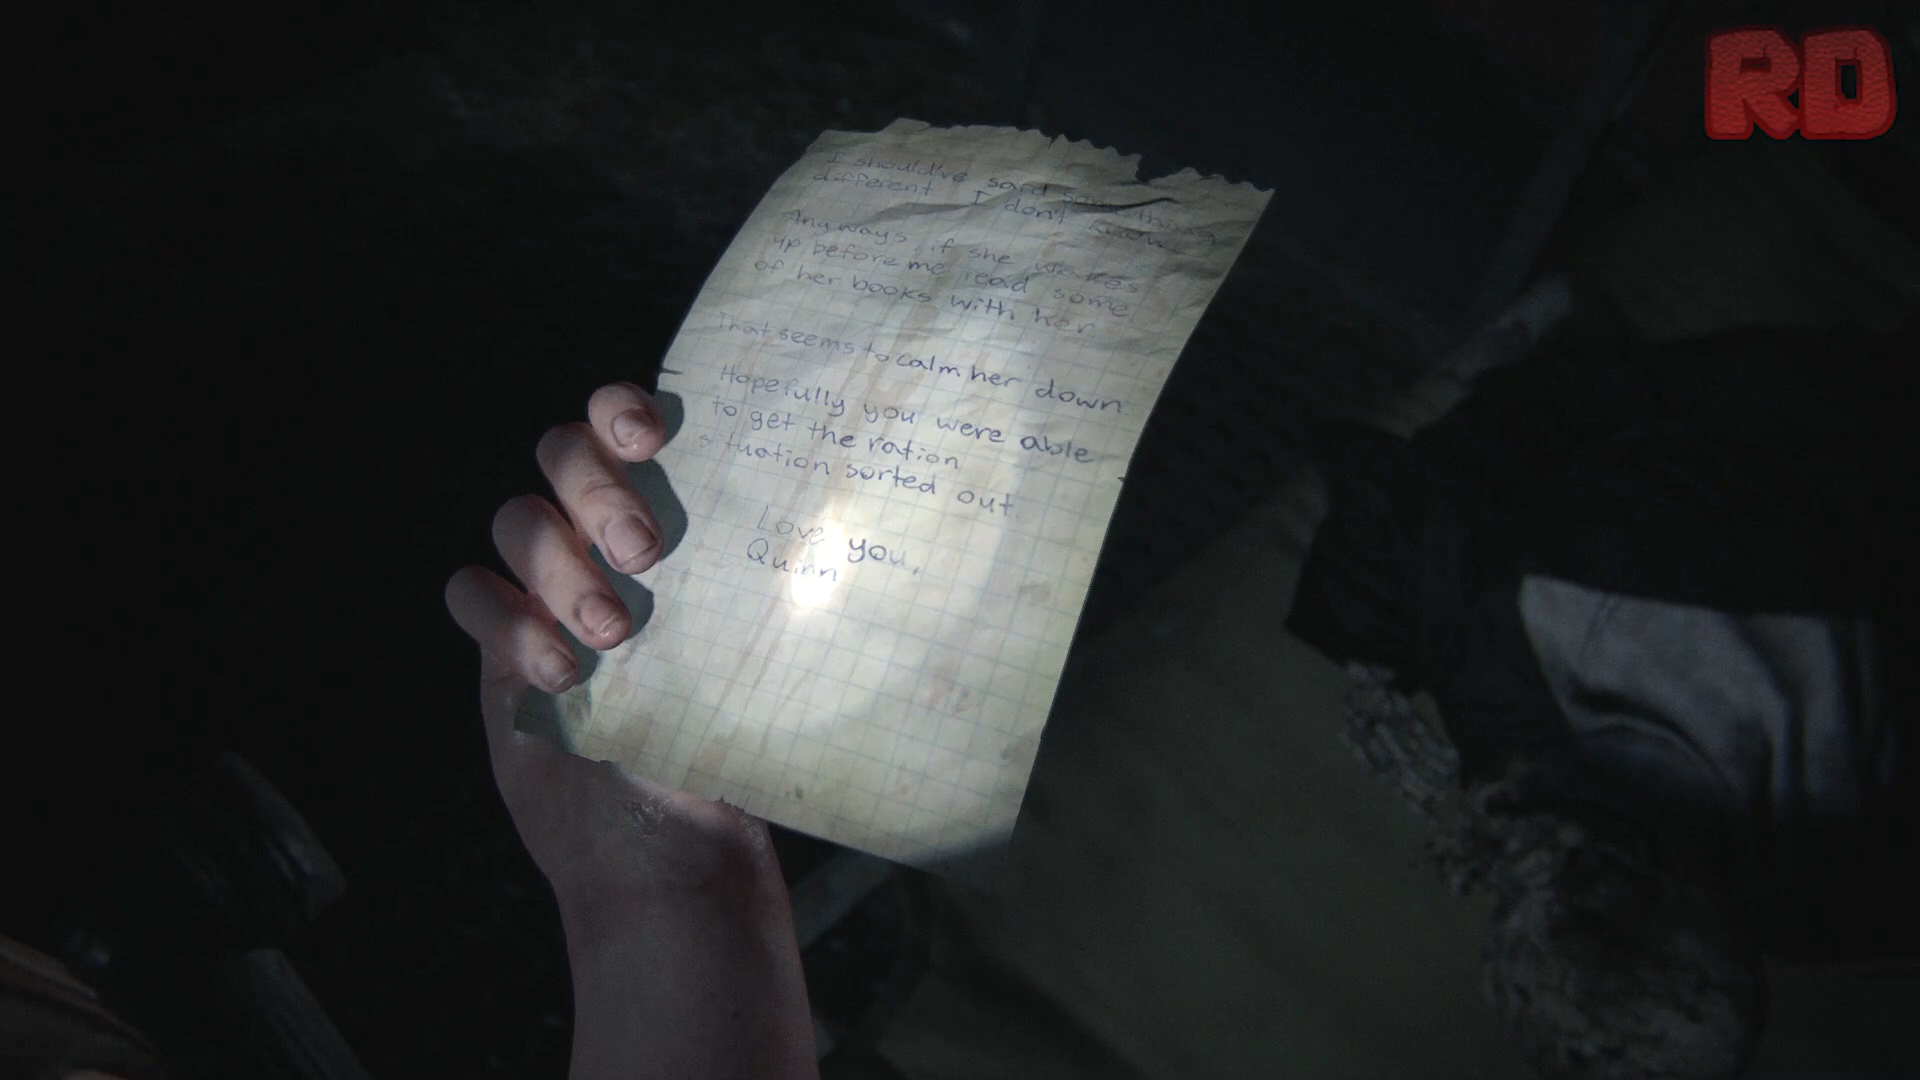 RD
I should've said something
different I don't know
Anyways, if she wakes
up before me read some
of her books with her.
That seems to calm her down
Hopefully you were able
to get the ration
situation sorted out.
Love you,
Quinn